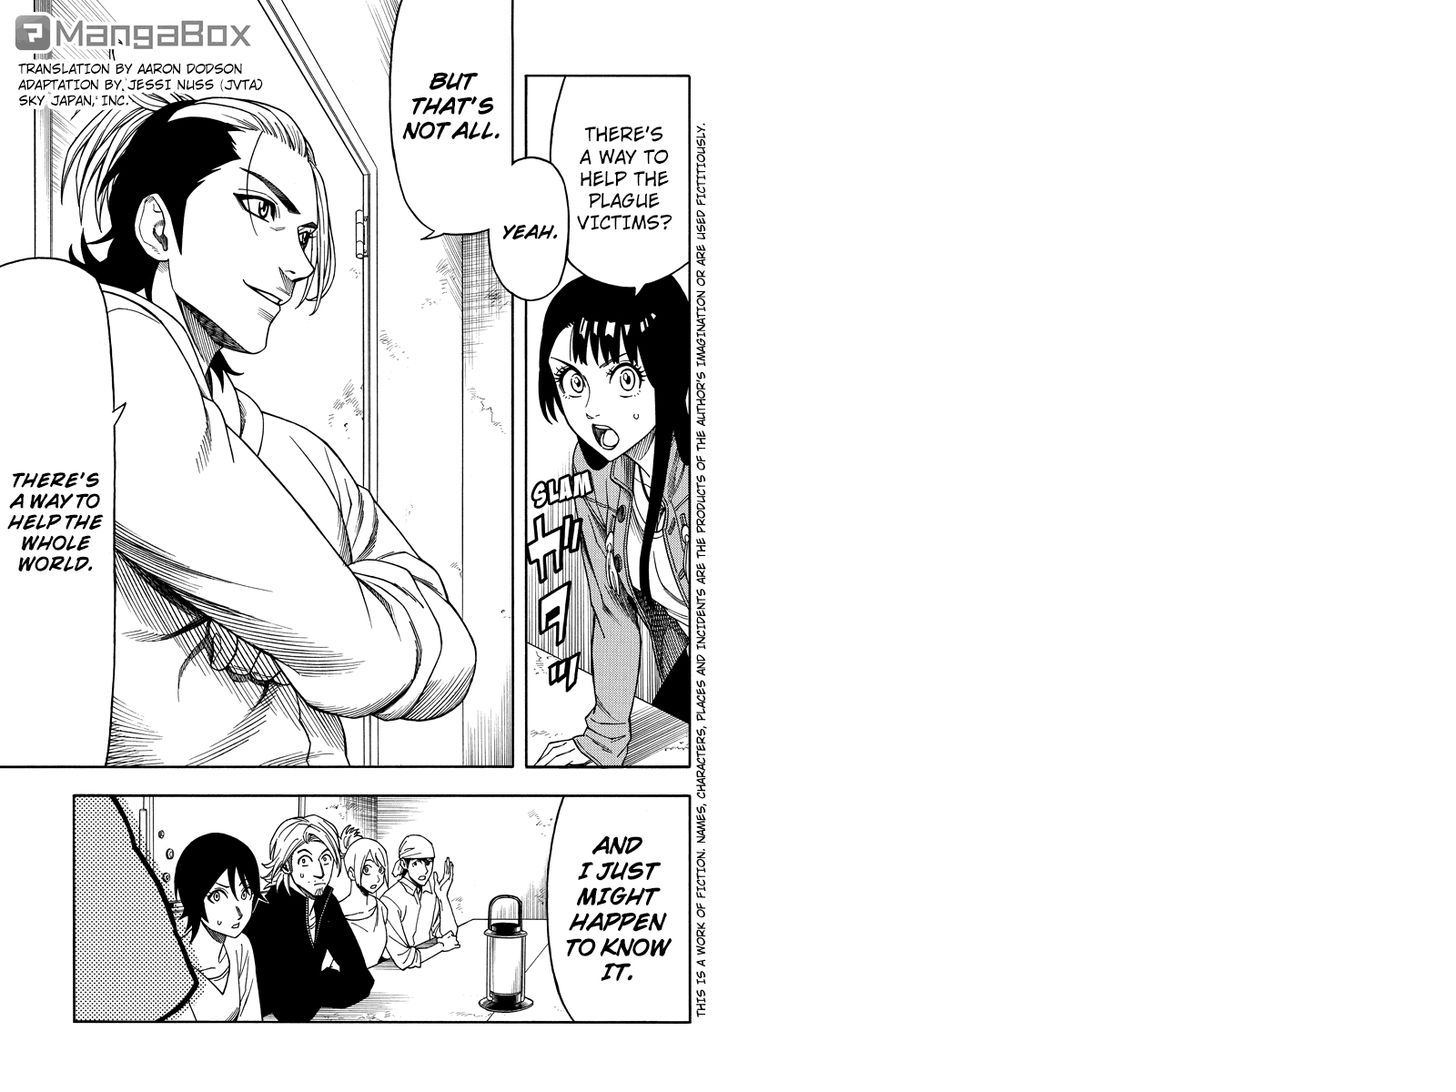 MangaBox
TRANSLATION BY AARON DODSON
ADAPTATION BY JESSI NUSS (JVTA)
SKY JAPAN, INC.
THERE'S
A WAY TO
HELP THE
PLAGUE
VICTIMS?
SLAM
ガタッ
YEAH.
BUT
THAT'S
NOT ALL.
THERE'S
A WAY TO
HELP THE
WHOLE
WORLD.
AND
I JUST
MIGHT
HAPPEN
TO KNOW
IT.
THIS IS A WORK OF FICTION. NAMES, CHARACTERS, PLACES AND INCIDENTS ARE THE PRODUCTS OF THE AUTHOR'S IMAGINATION OR ARE USED FICTITIOUSLY.